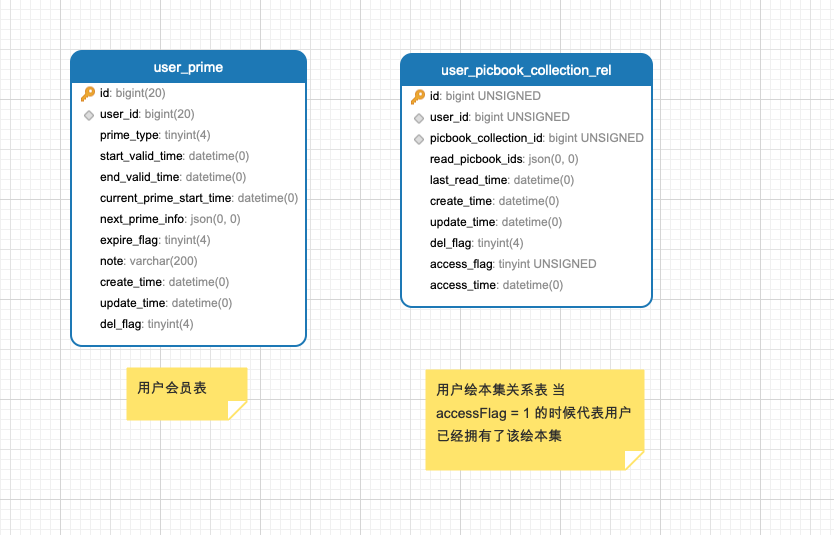 user_prime
id: bigint(20)
user_id: bigint(20)
prime_type: tinyint(4)
start_valid_time: datetime(0)
end_valid_time: datetime(0)
current_prime_start_time: datetime(0)
next_prime_info: json(0, 0)
expire_flag: tinyint(4)
note: varchar(200)
create_time: datetime(0)
update_time: datetime(0)
del_flag: tinyint(4)
用户会员表
user_picbook_collection_rel
id: bigint UNSIGNED
user_id: bigint UNSIGNED
picbook_collection_id: bigint UNSIGNED
read_picbook_ids: json(0, 0)
last_read_time: datetime(0)
create_time: datetime(0)
update_time: datetime(0)
del_flag: tinyint(4)
access_flag: tinyint UNSIGNED
access_time: datetime(0)
用户绘本集关系表 当
accessFlag = 1 的时候代表用户
已经拥有了该绘本集